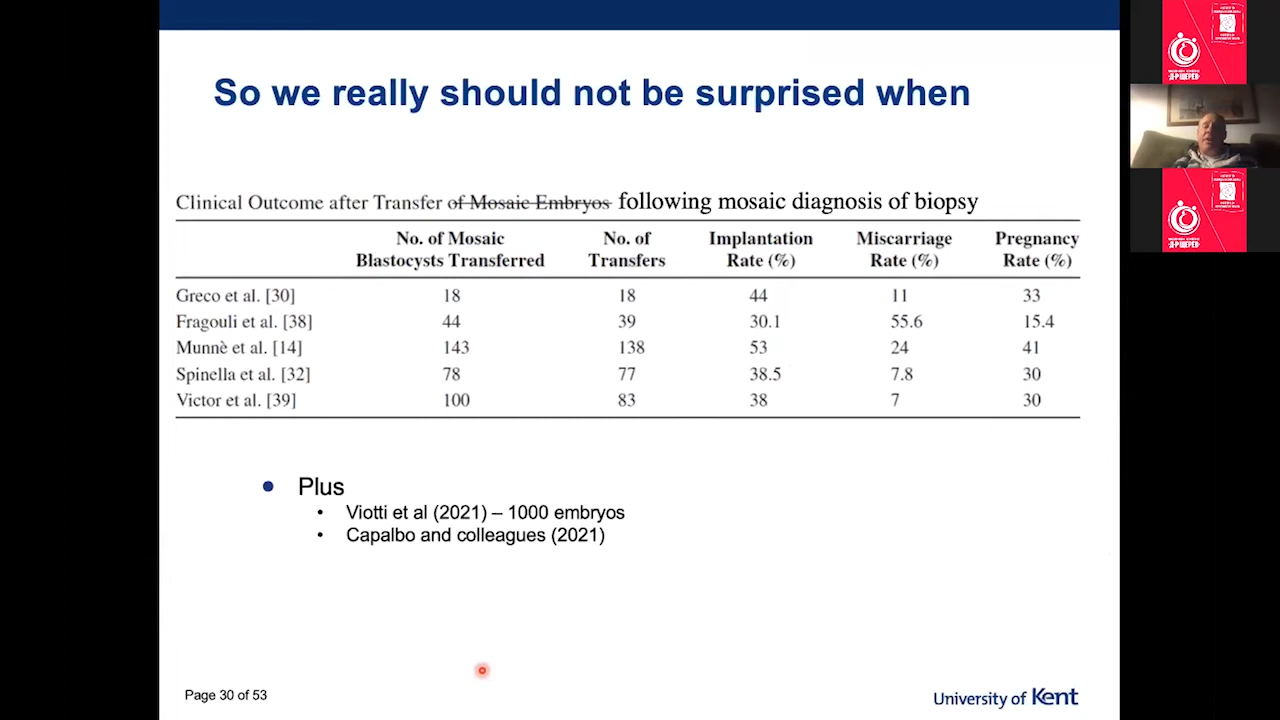 So we really should not be surprised when
Clinical Outcome after Transfer of Mosaic Embryos following mosaic diagnosis of biopsy
No. of Mosaic Blastocysts Transferred No. of Transfers Implantation Rate (%) Miscarriage Rate (%) Pregnancy Rate (%)
Greco et al. [30] 18 18 44 11 33
Fragouli et al. [38] 44 39 30.1 55.6 15.4
Munnè et al. [14] 143 138 53 24 41
Spinella et al. [32] 78 77 38.5 7.8 30
Victor et al. [39] 100 83 38 7 30
• Plus
• Viotti et al (2021) – 1000 embryos
• Capalbo and colleagues (2021)
Page 30 of 53
University of Kent
Д-Р ЩЕРЕВ
Д-Р ЩЕРЕВ